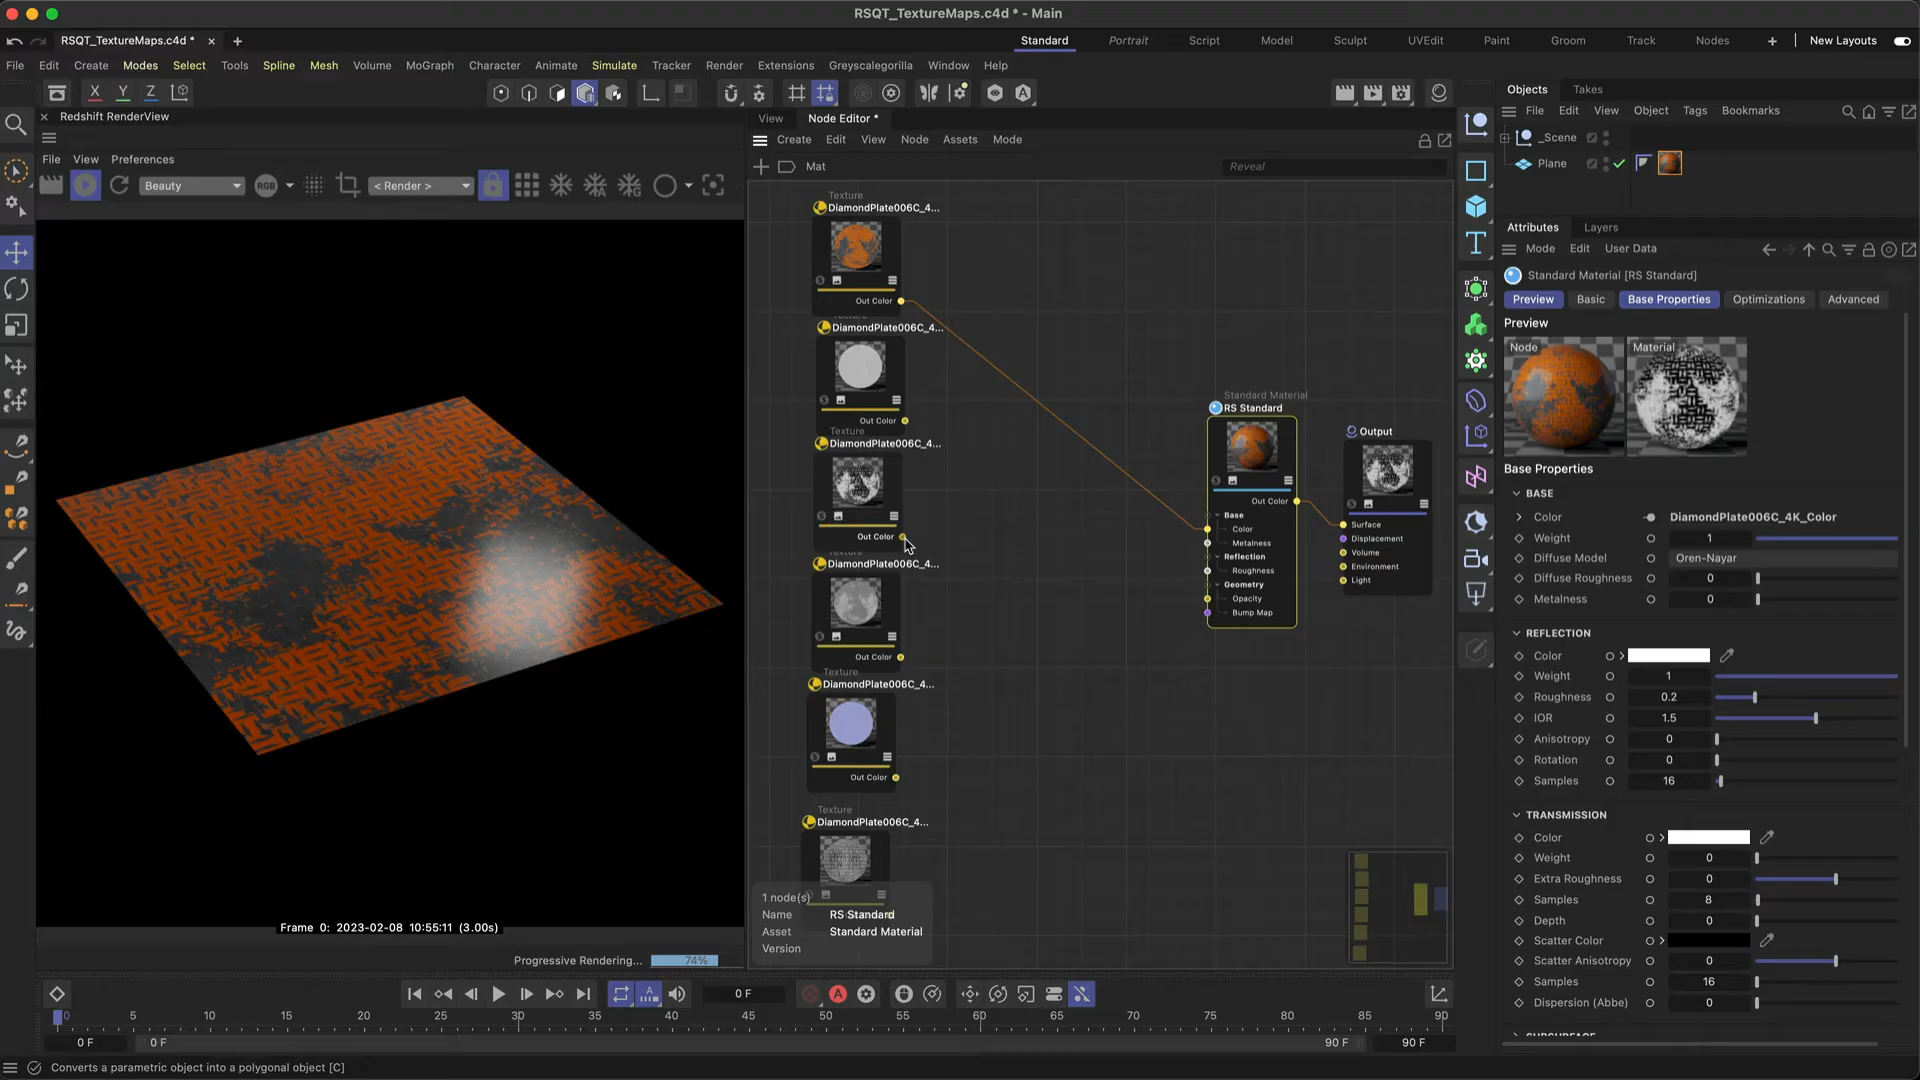 RSQT_TextureMaps.c4d * - Main
RSQT_TextureMaps.c4d *
Standard Portrait Script Model Sculpt UVEdit Paint Groom Track Nodes New Layouts
File Edit Create Modes Select Tools Spline Mesh Volume MoGraph Character Animate Simulate Tracker Render Extensions Greyscalegorilla Window Help
X Y Z
Redshift RenderView
File View Preferences
Beauty RGB < Render >
Frame 0: 2023-02-08 10:55:11 (3.00s)
Progressive Rendering... 74%
View Node Editor *
Create Edit View Node Assets Mode
Mat
Reveal
Texture
DiamondPlate006C_4...
Out Color
Texture
DiamondPlate006C_4...
Out Color
Texture
DiamondPlate006C_4...
Out Color
Texture
DiamondPlate006C_4...
Out Color
Texture
DiamondPlate006C_4...
Out Color
Texture
DiamondPlate006C_4...
Standard Material
RS Standard
Out Color
Base
Color
Metalness
Reflection
Roughness
Geometry
Opacity
Bump Map
Output
Surface
Displacement
Volume
Environment
Light
1 node(s)
Name RS Standard
Asset Standard Material
Version
Objects Takes
File Edit View Object Tags Bookmarks
_Scene
Plane
Attributes Layers
Mode Edit User Data
Standard Material [RS Standard]
Preview Basic Base Properties Optimizations Advanced
Preview
Node Material
Base Properties
BASE
Color DiamondPlate006C_4K_Color
Weight 1
Diffuse Model Oren-Nayar
Diffuse Roughness 0
Metalness 0
REFLECTION
Color
Weight 1
Roughness 0.2
IOR 1.5
Anisotropy 0
Rotation 0
Samples 16
TRANSMISSION
Color
Weight 0
Extra Roughness 0
Samples 8
Depth 0
Scatter Color
Scatter Anisotropy 0
Samples 16
Dispersion (Abbe) 0
SUBSURFACE
0 F
0 5 10 15 20 25 30 35 40 45 50 55 60 65 70 75 80 85 90
0 F 0 F 90 F 90 F
Converts a parametric object into a polygonal object [C]